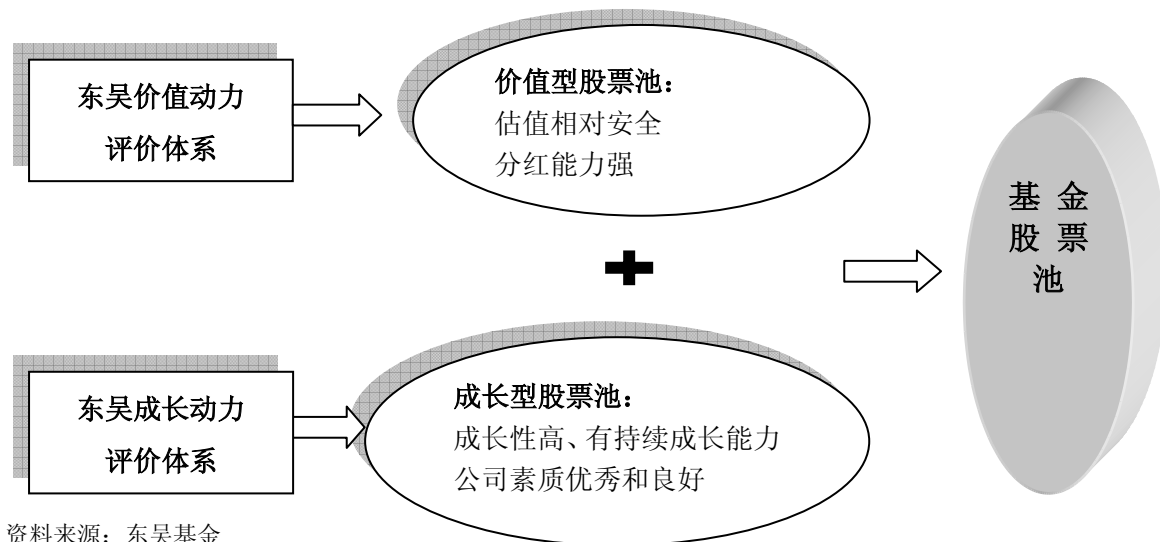 东吴价值动力
评价体系
价值型股票池：
估值相对安全
分红能力强
东吴成长动力
评价体系
成长型股票池：
成长性高、有持续成长能力
公司素质优秀和良好
基 金
股 票
池
资料来源：东吴基金